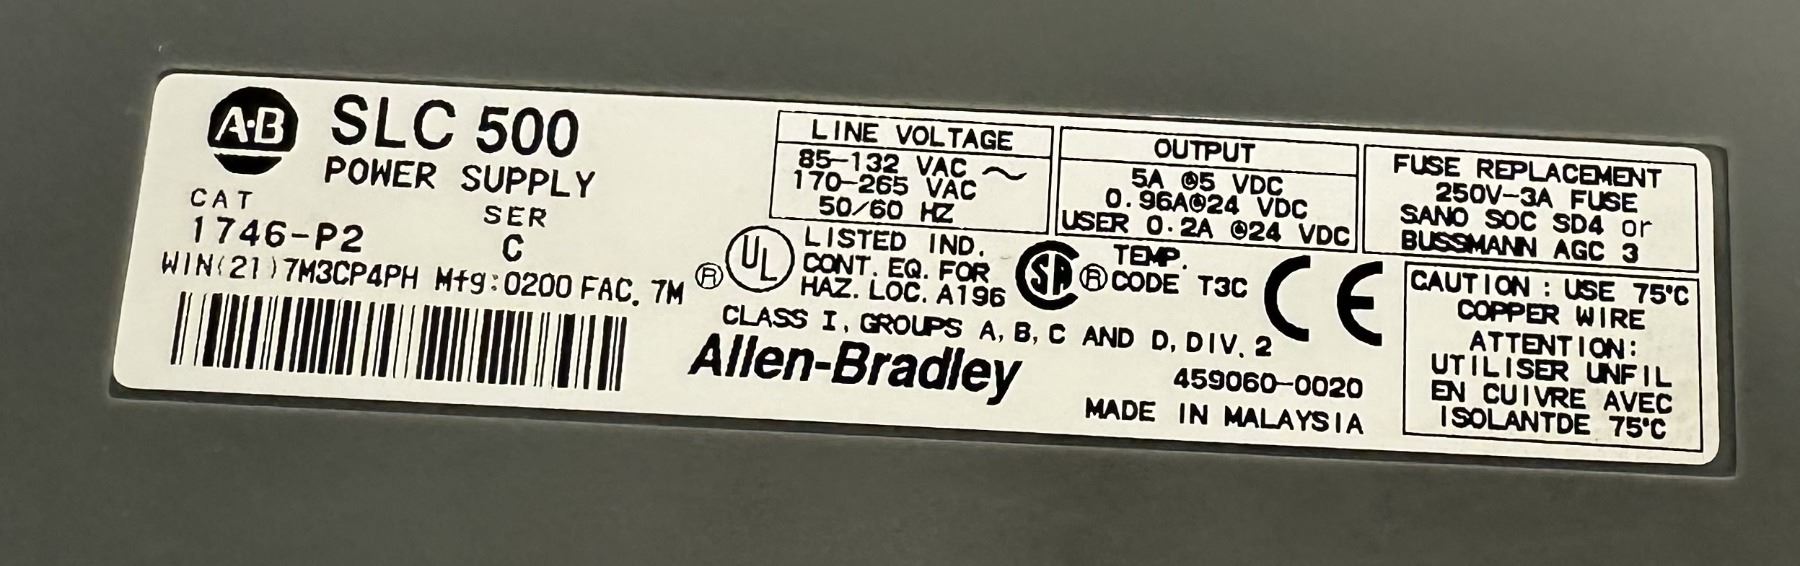 A·B SLC 500
POWER SUPPLY
CAT
SER
1746-P2
C
WIN(21)7M3CP4PH Mfg:0200 FAC. 7M
LINE VOLTAGE
85-132 VAC ~
170-265 VAC
50/60 HZ
OUTPUT
5A @5 VDC
0.96A@24 VDC
USER 0.2A @24 VDC
FUSE REPLACEMENT
250V-3A FUSE
SANO SOC SD4 or
BUSSMANN AGC 3
® UL
LISTED IND.
CONT. EQ. FOR
HAZ. LOC. A196
SA ®
TEMP.
CODE T3C
CE
CLASS I, GROUPS A, B, C AND D, DIV. 2
Allen-Bradley
459060-0020
MADE IN MALAYSIA
CAUTION : USE 75°C
COPPER WIRE
ATTENTION:
UTILISER UNFIL
EN CUIVRE AVEC
ISOLANTDE 75°C